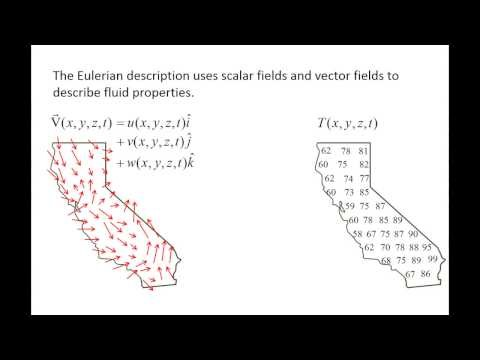 The Eulerian description uses scalar fields and vector fields to
describe fluid properties.
V⃗(x, y, z, t) = u(x, y, z, t)î
+ v(x, y, z, t)ĵ
+ w(x, y, z, t)k̂
T(x, y, z, t)
62 78 81
60 75 82
62 74 77
60 73 85
59 75 87
60 78 85 89
58 67 75 87 90
62 70 78 88 95
68 75 89 99
67 86